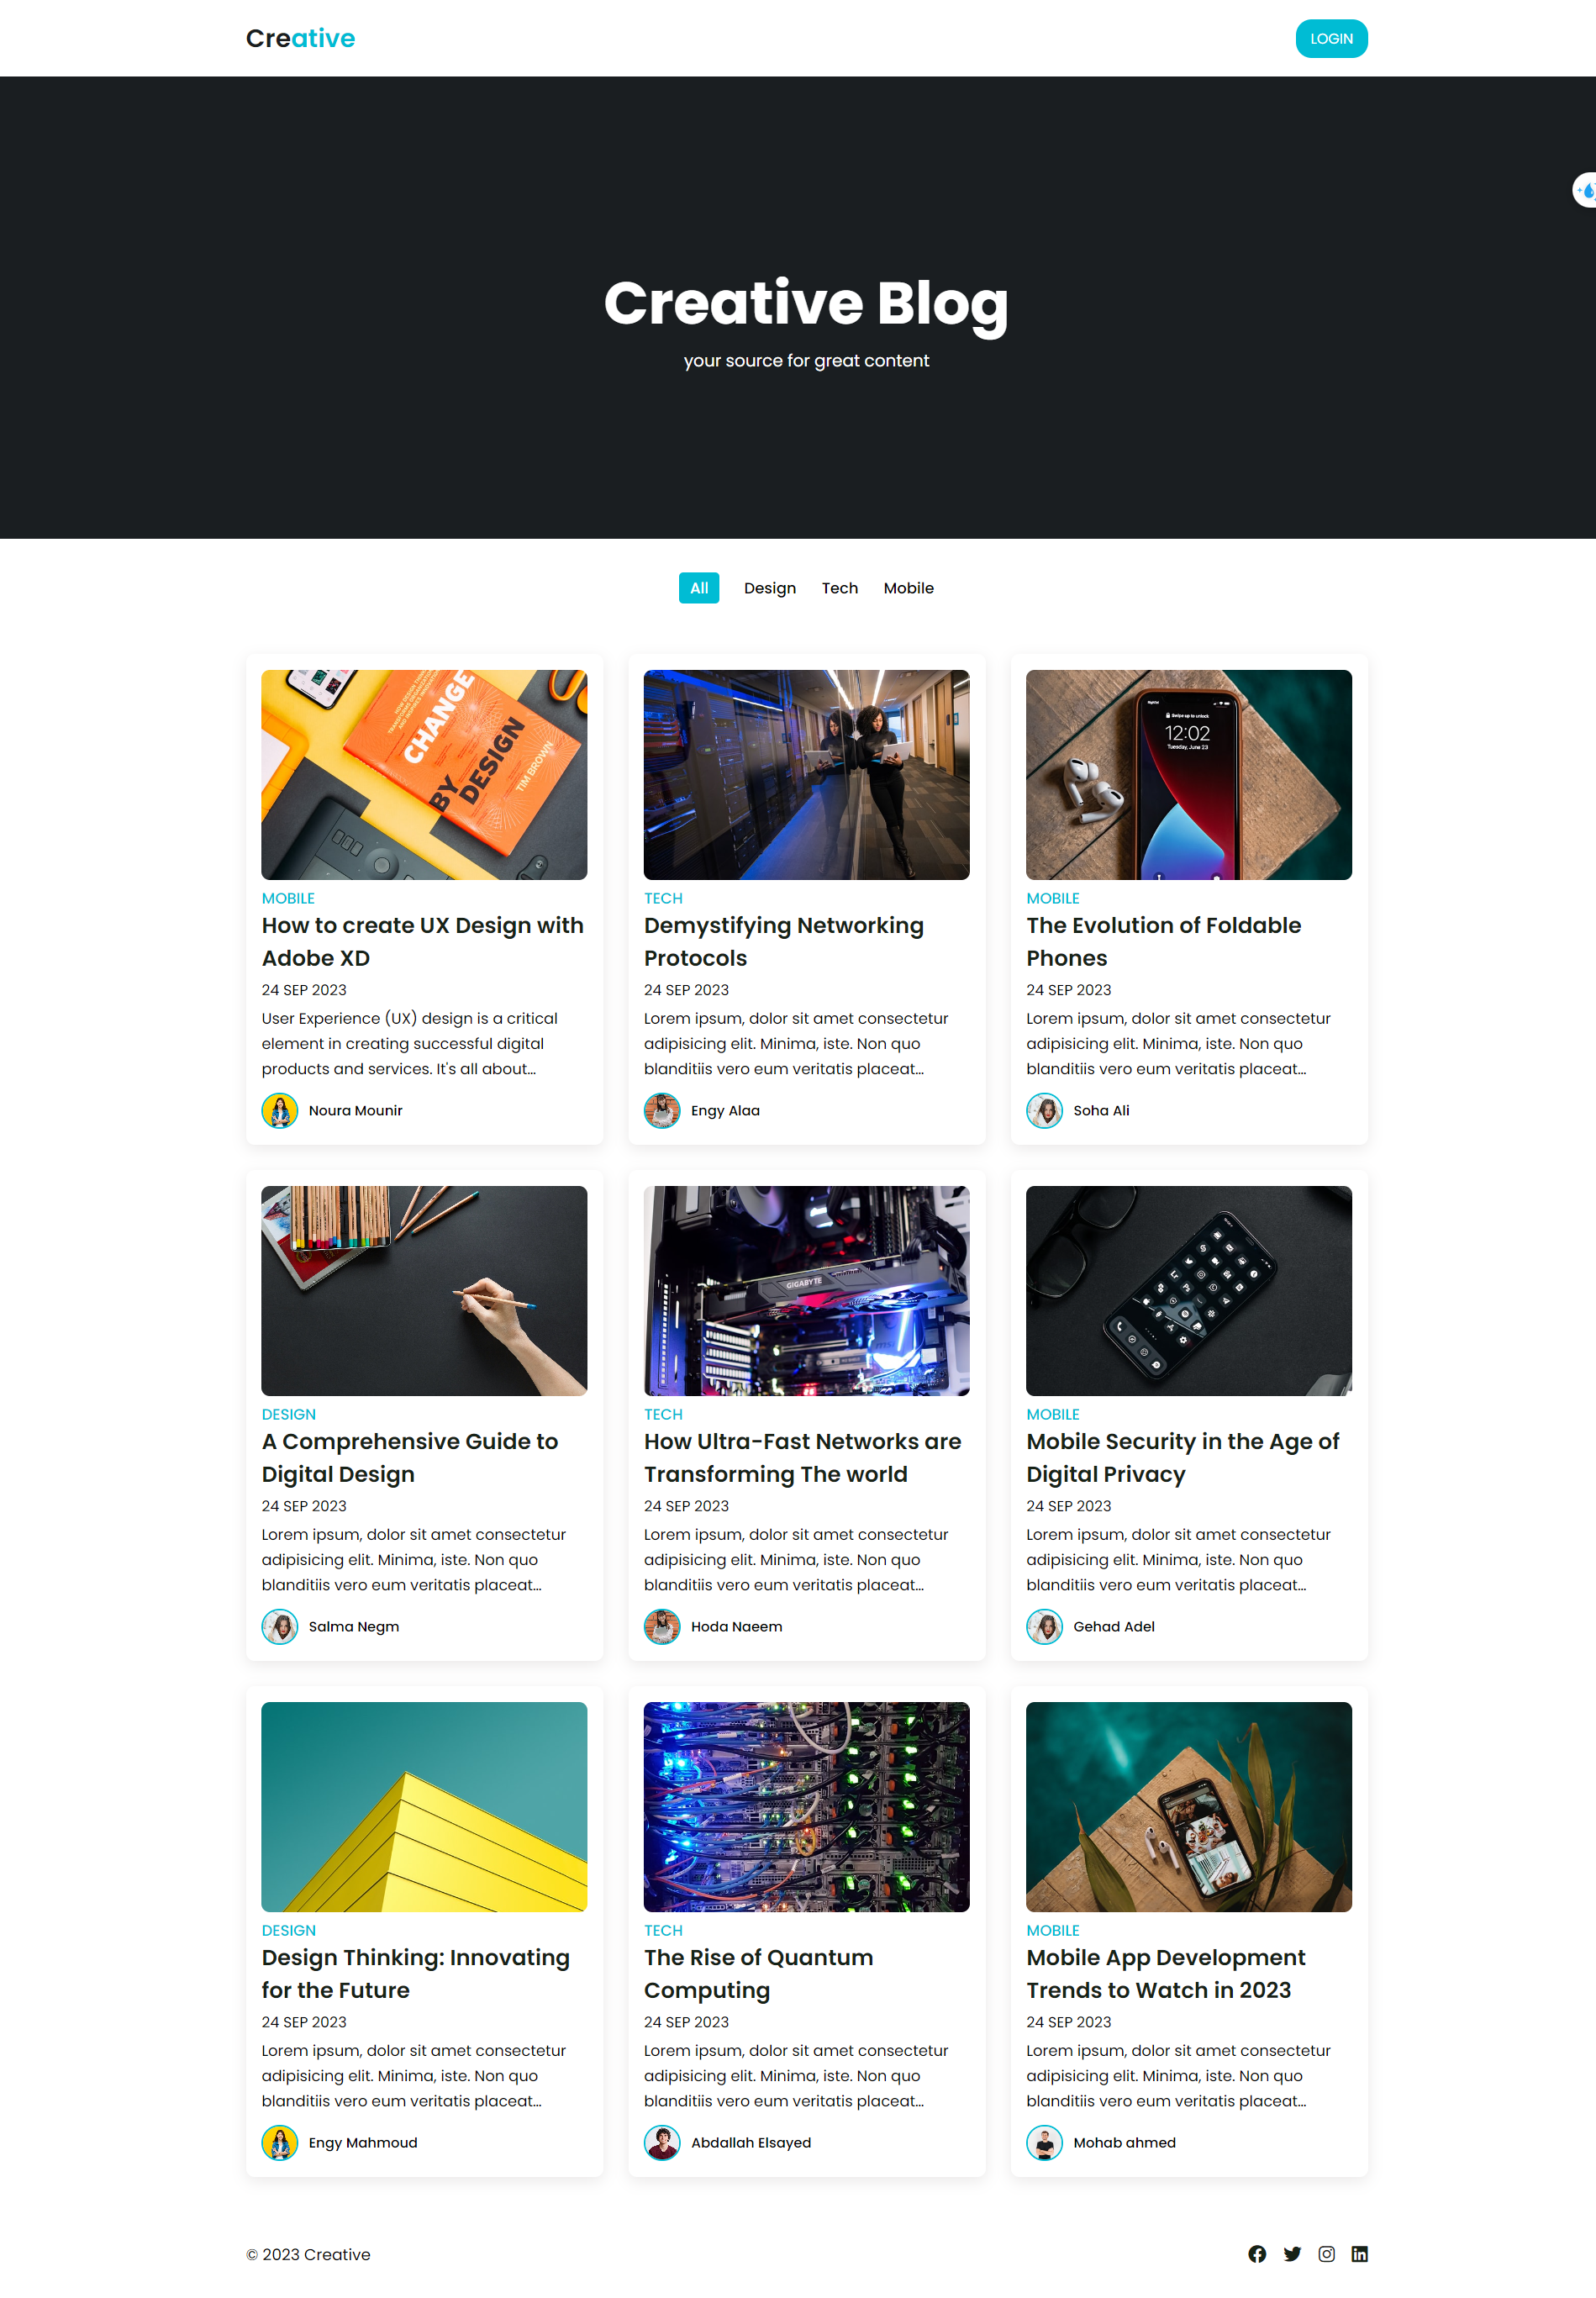 Creative
LOGIN
Creative Blog
your source for great content
All
Design
Tech
Mobile
CHANGE
BY
DESIGN
TIM BROWN
Swipe up to unlock
12:02
Tuesday, June 23
MOBILE
How to create UX Design with
Adobe XD
24 SEP 2023
User Experience (UX) design is a critical
element in creating successful digital
products and services. It's all about...
Noura Mounir
TECH
Demystifying Networking
Protocols
24 SEP 2023
Lorem ipsum, dolor sit amet consectetur
adipisicing elit. Minima, iste. Non quo
blanditiis vero eum veritatis placeat...
Engy Alaa
MOBILE
The Evolution of Foldable
Phones
24 SEP 2023
Lorem ipsum, dolor sit amet consectetur
adipisicing elit. Minima, iste. Non quo
blanditiis vero eum veritatis placeat...
Soha Ali
GIGABYTE
DESIGN
A Comprehensive Guide to
Digital Design
24 SEP 2023
Lorem ipsum, dolor sit amet consectetur
adipisicing elit. Minima, iste. Non quo
blanditiis vero eum veritatis placeat...
Salma Negm
TECH
How Ultra-Fast Networks are
Transforming The world
24 SEP 2023
Lorem ipsum, dolor sit amet consectetur
adipisicing elit. Minima, iste. Non quo
blanditiis vero eum veritatis placeat...
Hoda Naeem
MOBILE
Mobile Security in the Age of
Digital Privacy
24 SEP 2023
Lorem ipsum, dolor sit amet consectetur
adipisicing elit. Minima, iste. Non quo
blanditiis vero eum veritatis placeat...
Gehad Adel
DESIGN
Design Thinking: Innovating
for the Future
24 SEP 2023
Lorem ipsum, dolor sit amet consectetur
adipisicing elit. Minima, iste. Non quo
blanditiis vero eum veritatis placeat...
Engy Mahmoud
TECH
The Rise of Quantum
Computing
24 SEP 2023
Lorem ipsum, dolor sit amet consectetur
adipisicing elit. Minima, iste. Non quo
blanditiis vero eum veritatis placeat...
Abdallah Elsayed
MOBILE
Mobile App Development
Trends to Watch in 2023
24 SEP 2023
Lorem ipsum, dolor sit amet consectetur
adipisicing elit. Minima, iste. Non quo
blanditiis vero eum veritatis placeat...
Mohab ahmed
© 2023 Creative